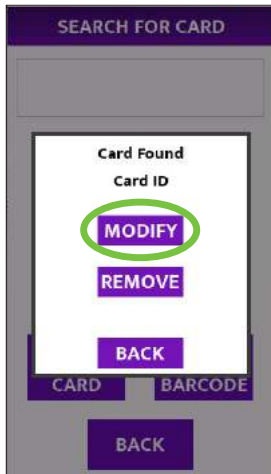 SEARCH FOR CARD
Card Found
Card ID
MODIFY
REMOVE
BACK
CARD BARCODE
BACK